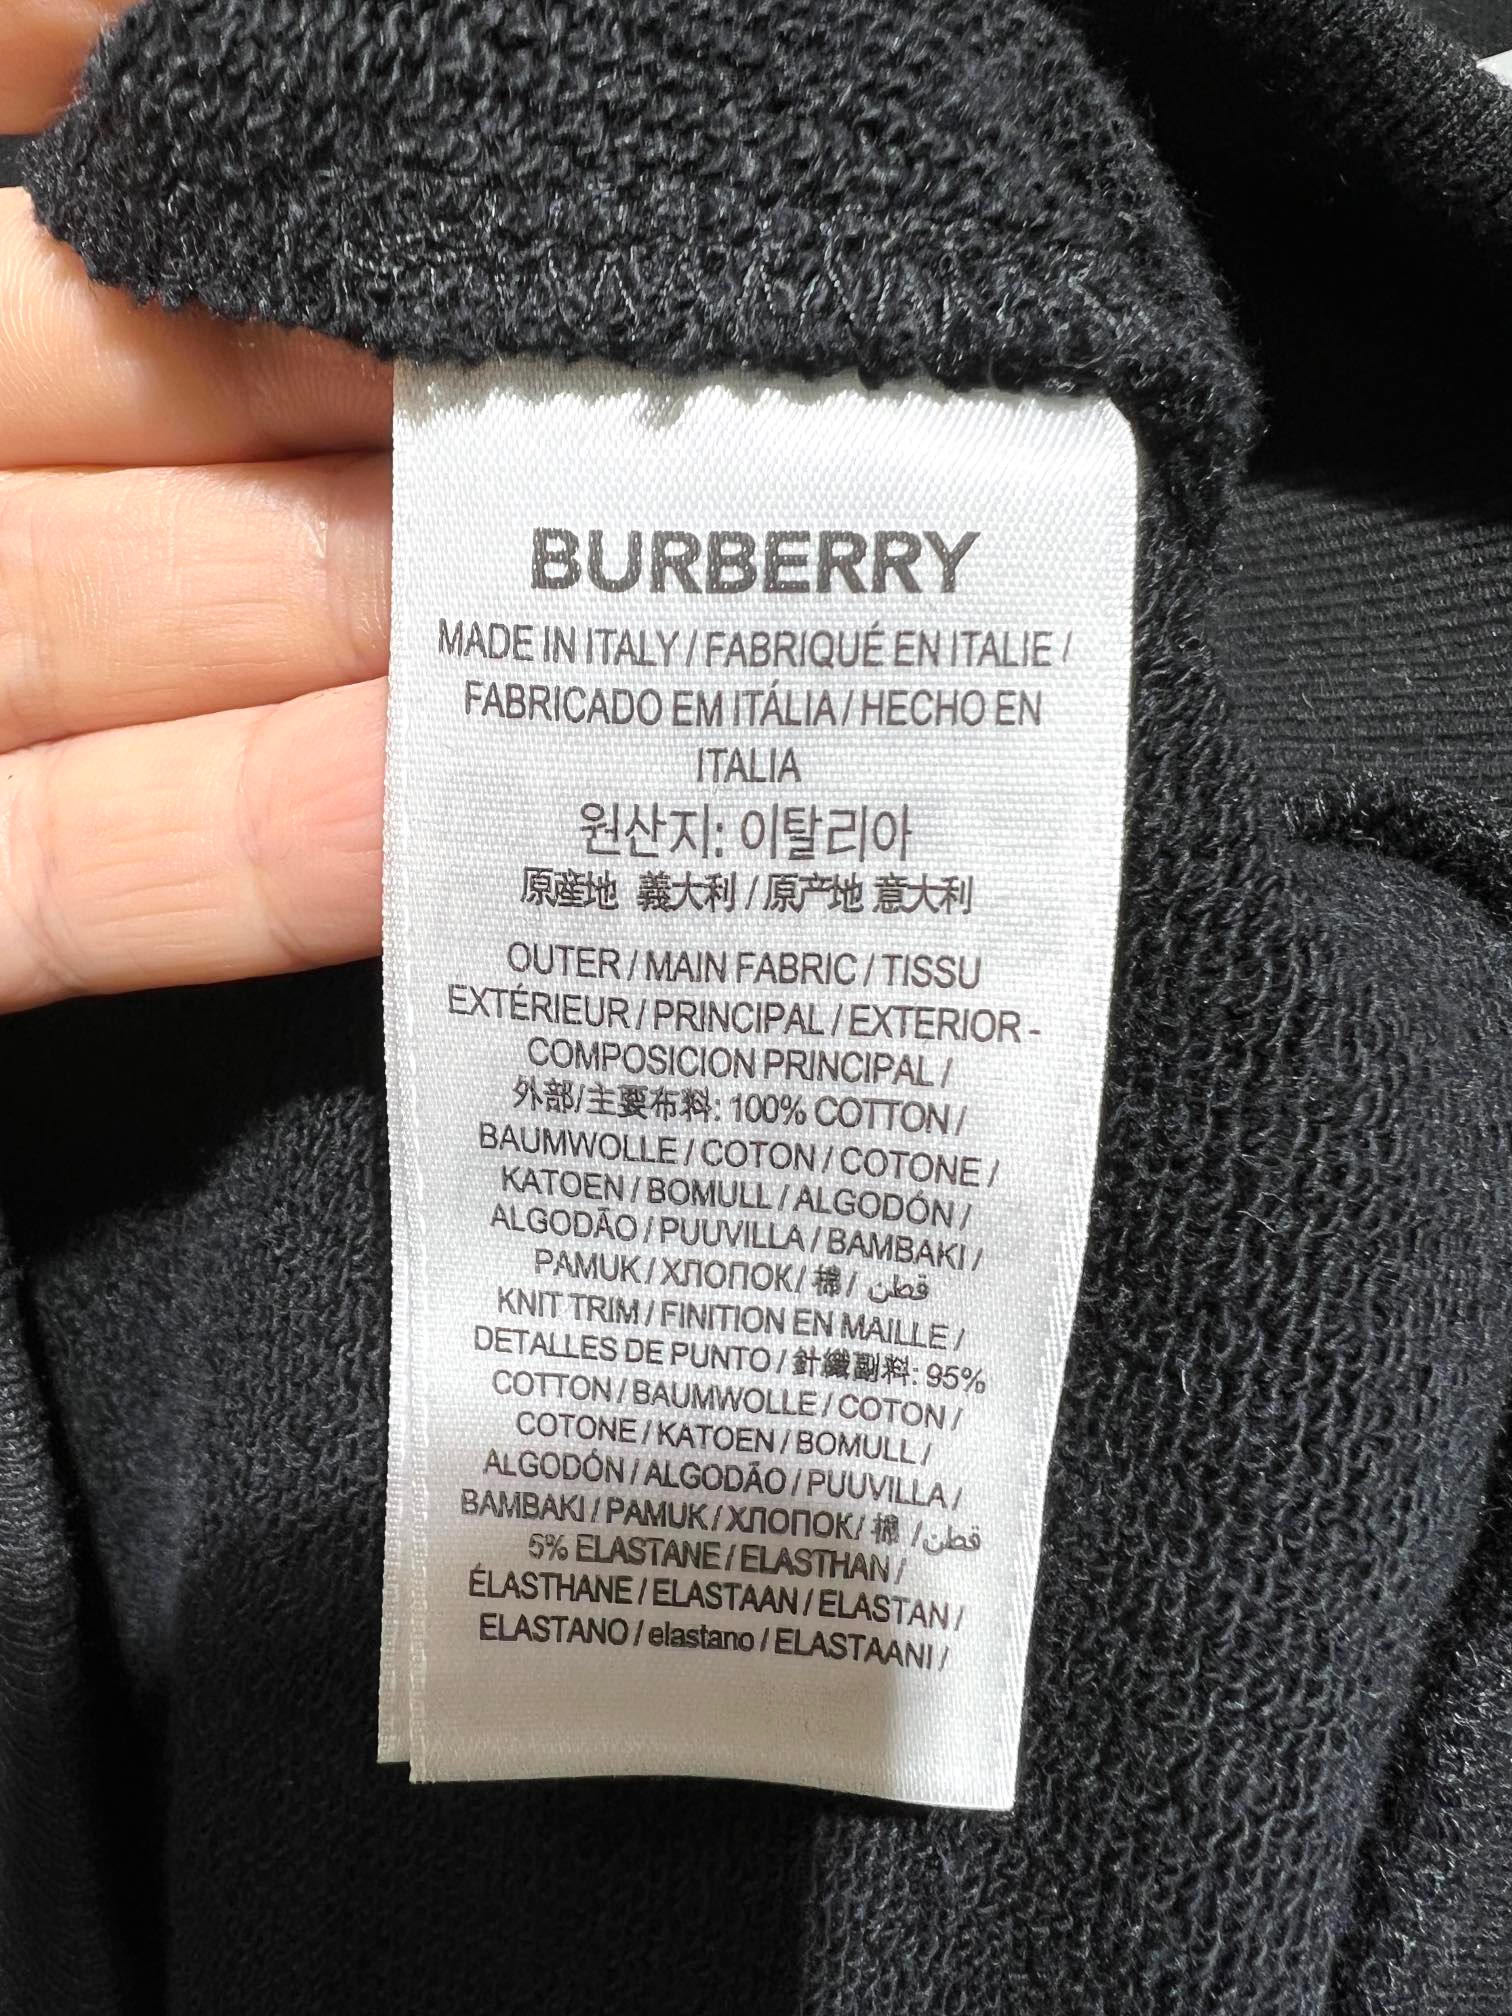 BURBERRY
MADE IN ITALY / FABRIQUÉ EN ITALIE /
FABRICADO EM ITÁLIA / HECHO EN
ITALIA
원산지: 이탈리아
原産地 義大利 / 原产地 意大利
OUTER / MAIN FABRIC / TISSU
EXTÉRIEUR / PRINCIPAL / EXTERIOR -
COMPOSICION PRINCIPAL /
外部/主要布料: 100% COTTON /
BAUMWOLLE / COTON / COTONE /
KATOEN / BOMULL / ALGODÓN /
ALGODÃO / PUUVILLA / BAMBAKI /
PAMUK / ХЛОПОК / 棉 / قطن
KNIT TRIM / FINITION EN MAILLE /
DETALLES DE PUNTO / 針織副料: 95%
COTTON / BAUMWOLLE / COTON /
COTONE / KATOEN / BOMULL /
ALGODÓN / ALGODÃO / PUUVILLA /
BAMBAKI / PAMUK / ХЛОПОК / 棉 / قطن
5% ELASTANE / ELASTHAN /
ÉLASTHANE / ELASTAAN / ELASTAN /
ELASTANO / elastano / ELASTAANI /